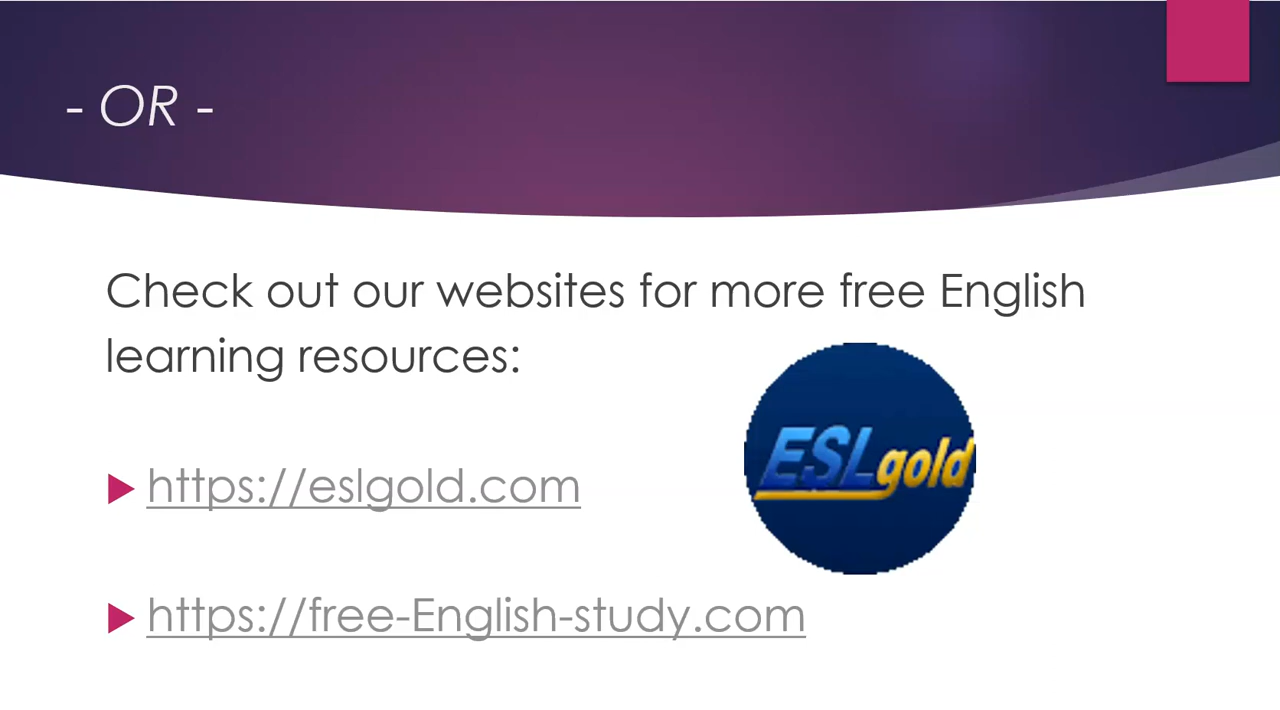 - OR -
Check out our websites for more free English
learning resources:
ESLgold
https://eslgold.com
https://free-English-study.com